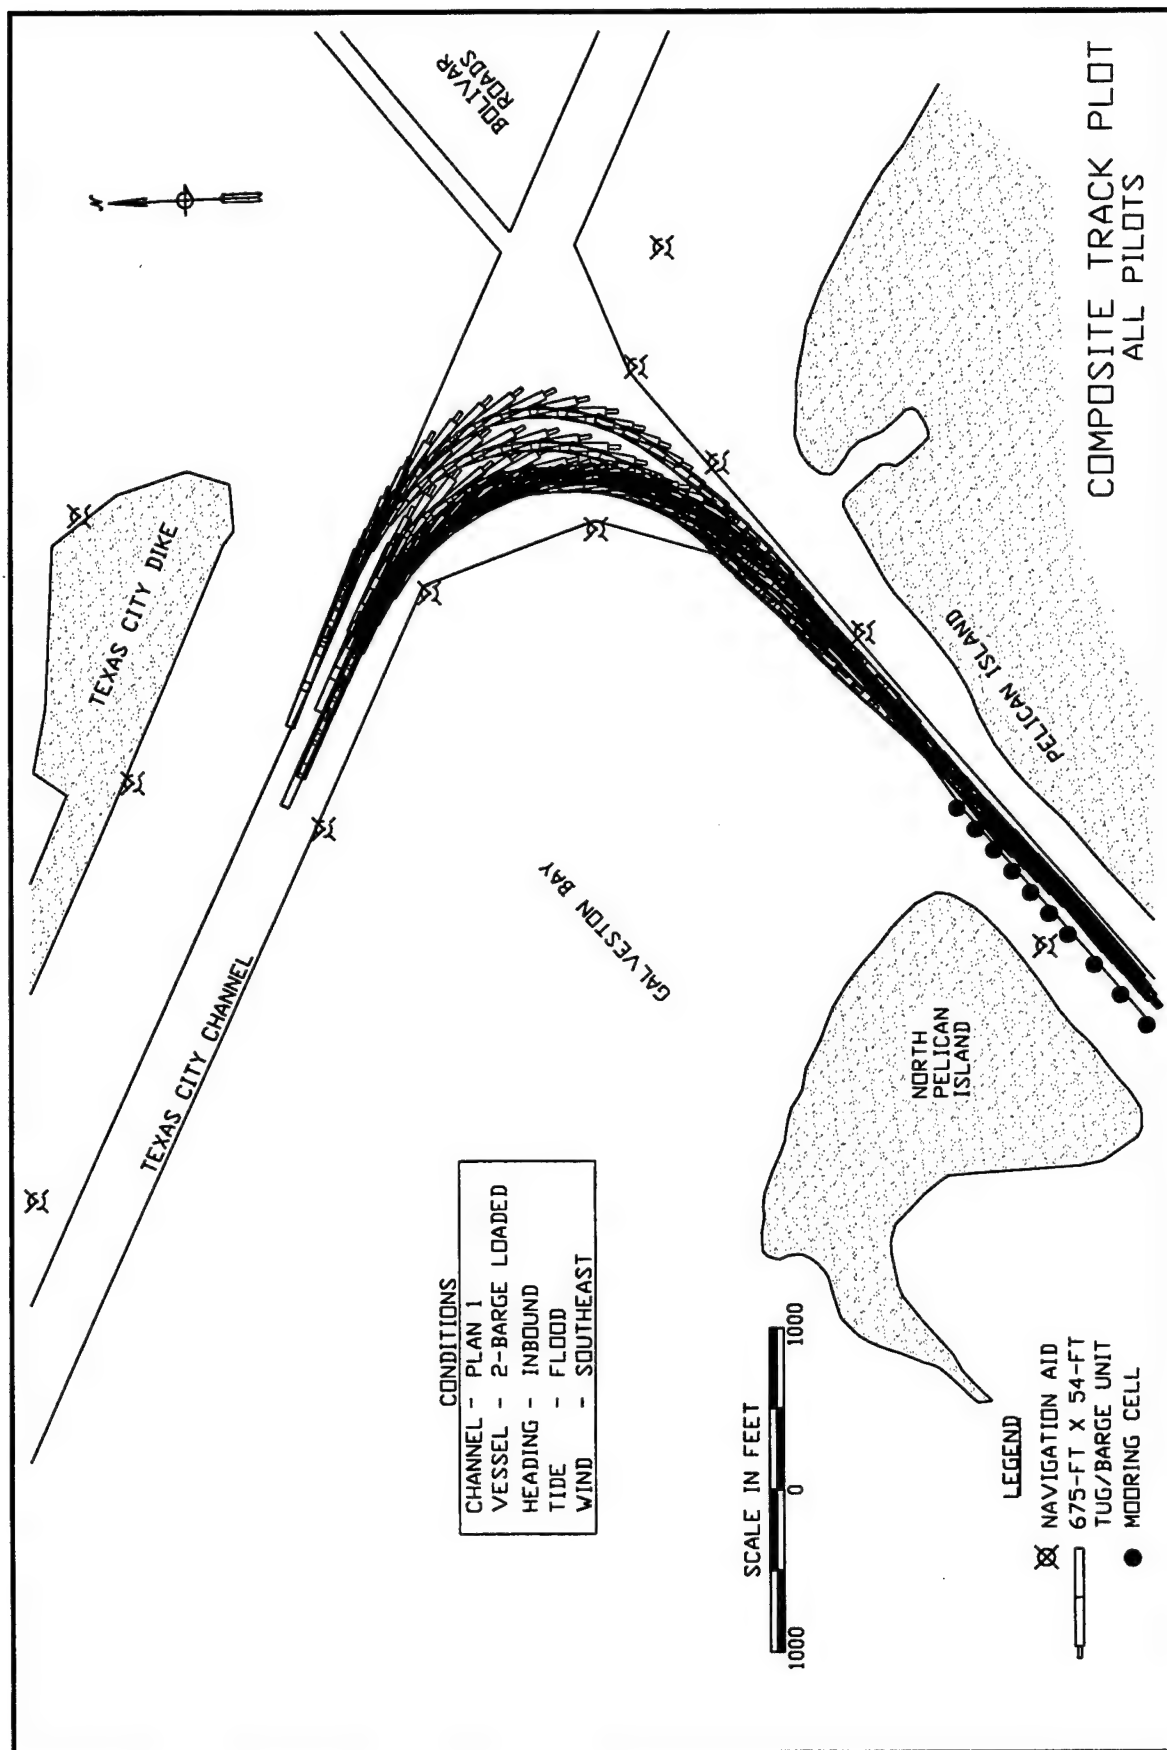 N
BOLIVAR
ROADS
TEXAS CITY DIKE
TEXAS CITY CHANNEL
GALVESTON BAY
PELICAN ISLAND
NORTH
PELICAN
ISLAND
CONDITIONS
CHANNEL - PLAN 1
VESSEL - 2-BARGE LOADED
HEADING - INBOUND
TIDE - FLOOD
WIND - SOUTHEAST
SCALE IN FEET
1000 0 1000
LEGEND
NAVIGATION AID
675-FT X 54-FT
TUG/BARGE UNIT
MOORING CELL
COMPOSITE TRACK PLOT
ALL PILOTS